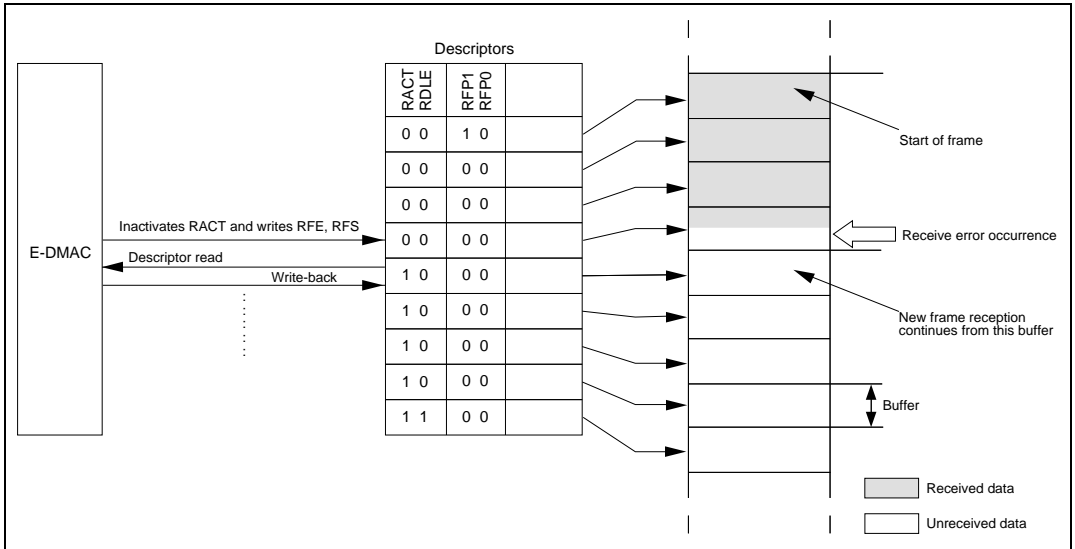 Descriptors
RACT
RDLE
RFP1
RFP0
0 0 1 0
Start of frame
0 0 0 0
0 0 0 0
Inactivates RACT and writes RFE, RFS
0 0 0 0
Receive error occurrence
E-DMAC
Descriptor read
1 0 0 0
Write-back
1 0 0 0
New frame reception
continues from this buffer
1 0 0 0
1 0 0 0
Buffer
1 1 0 0
Received data
Unreceived data